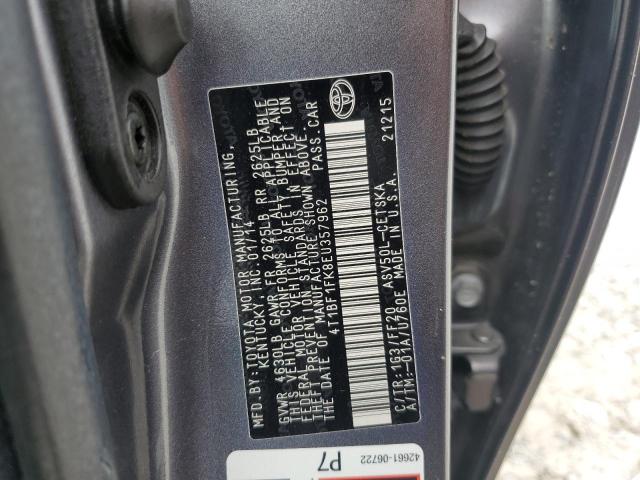 MFD.BY:TOYOTA MOTOR MANUFACTURING,
KENTUCKY, INC. 01/14
GVWR 4630LB GAWR FR 2625LB RR 2625LB
THIS VEHICLE CONFORMS TO ALL APPLICABLE
FEDERAL MOTOR VEHICLE SAFETY, BUMPER AND
THEFT PREVENTION STANDARDS IN EFFECT ON
THE DATE OF MANUFACTURE SHOWN ABOVE.
4T1BF1FK8EU357962 PASS.CAR
C/TR:1G3/FF20 ASV50L-CETSKA 21215
A/TM:-01A/U760E MADE IN U.S.A.
42661-06722
P7